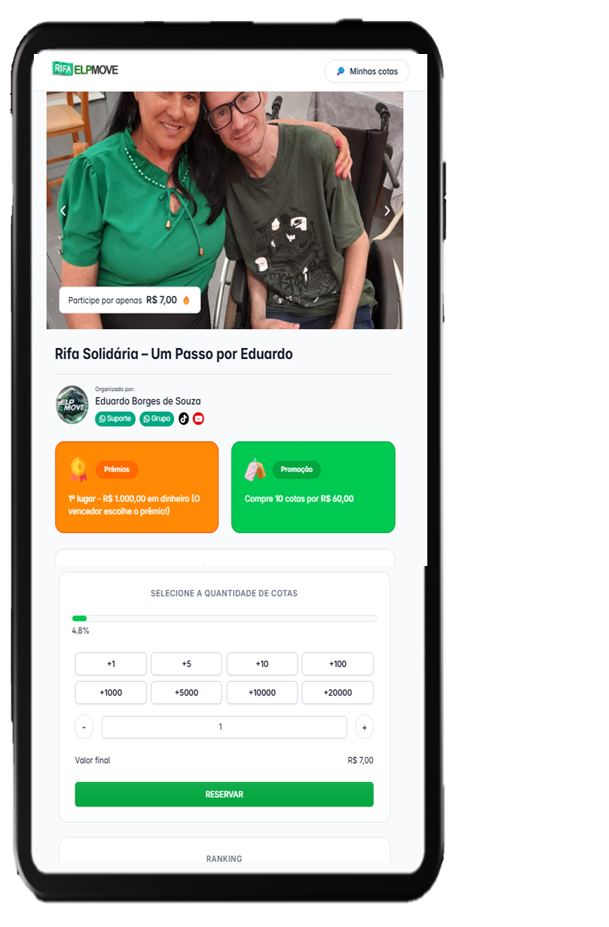 RIFA ELPMOVE
Minhas cotas
Participe por apenas R$ 7,00
Rifa Solidária – Um Passo por Eduardo
Organizado por:
Eduardo Borges de Souza
ELP
MOVE
Suporte
Grupo
Prêmios
1º lugar - R$ 1.000,00 em dinheiro (O
vencedor escolhe o prêmio!)
Promoção
Compre 10 cotas por R$ 60,00
SELECIONE A QUANTIDADE DE COTAS
4.8%
+1 +5 +10 +100
+1000 +5000 +10000 +20000
- 1 +
Valor final R$ 7,00
RESERVAR
RANKING